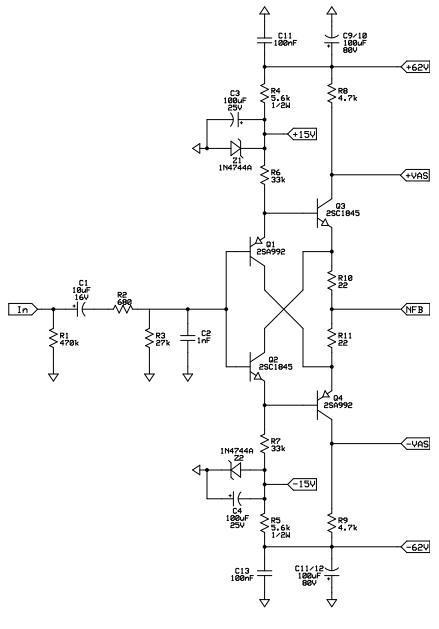 C11
100nF
C9/10
100uF
80V
+62V
R4
5.6k
1/2W
R8
4.7k
C3
100uF
25V
+
+15V
Z1
1N4744A
R6
33k
+VAS
Q3
2SC1845
Q1
2SA992
R10
22
C1
10uF
16V
+
R2
680
In
NFB
R1
470k
R3
27k
C2
1nF
R11
22
Q2
2SC1845
Q4
2SA992
1N4744A
Z2
R7
33k
-VAS
-15V
+
C4
100uF
25V
R5
5.6k
1/2W
R9
4.7k
-62V
C13
100nF
C11/12
100uF
80V
+